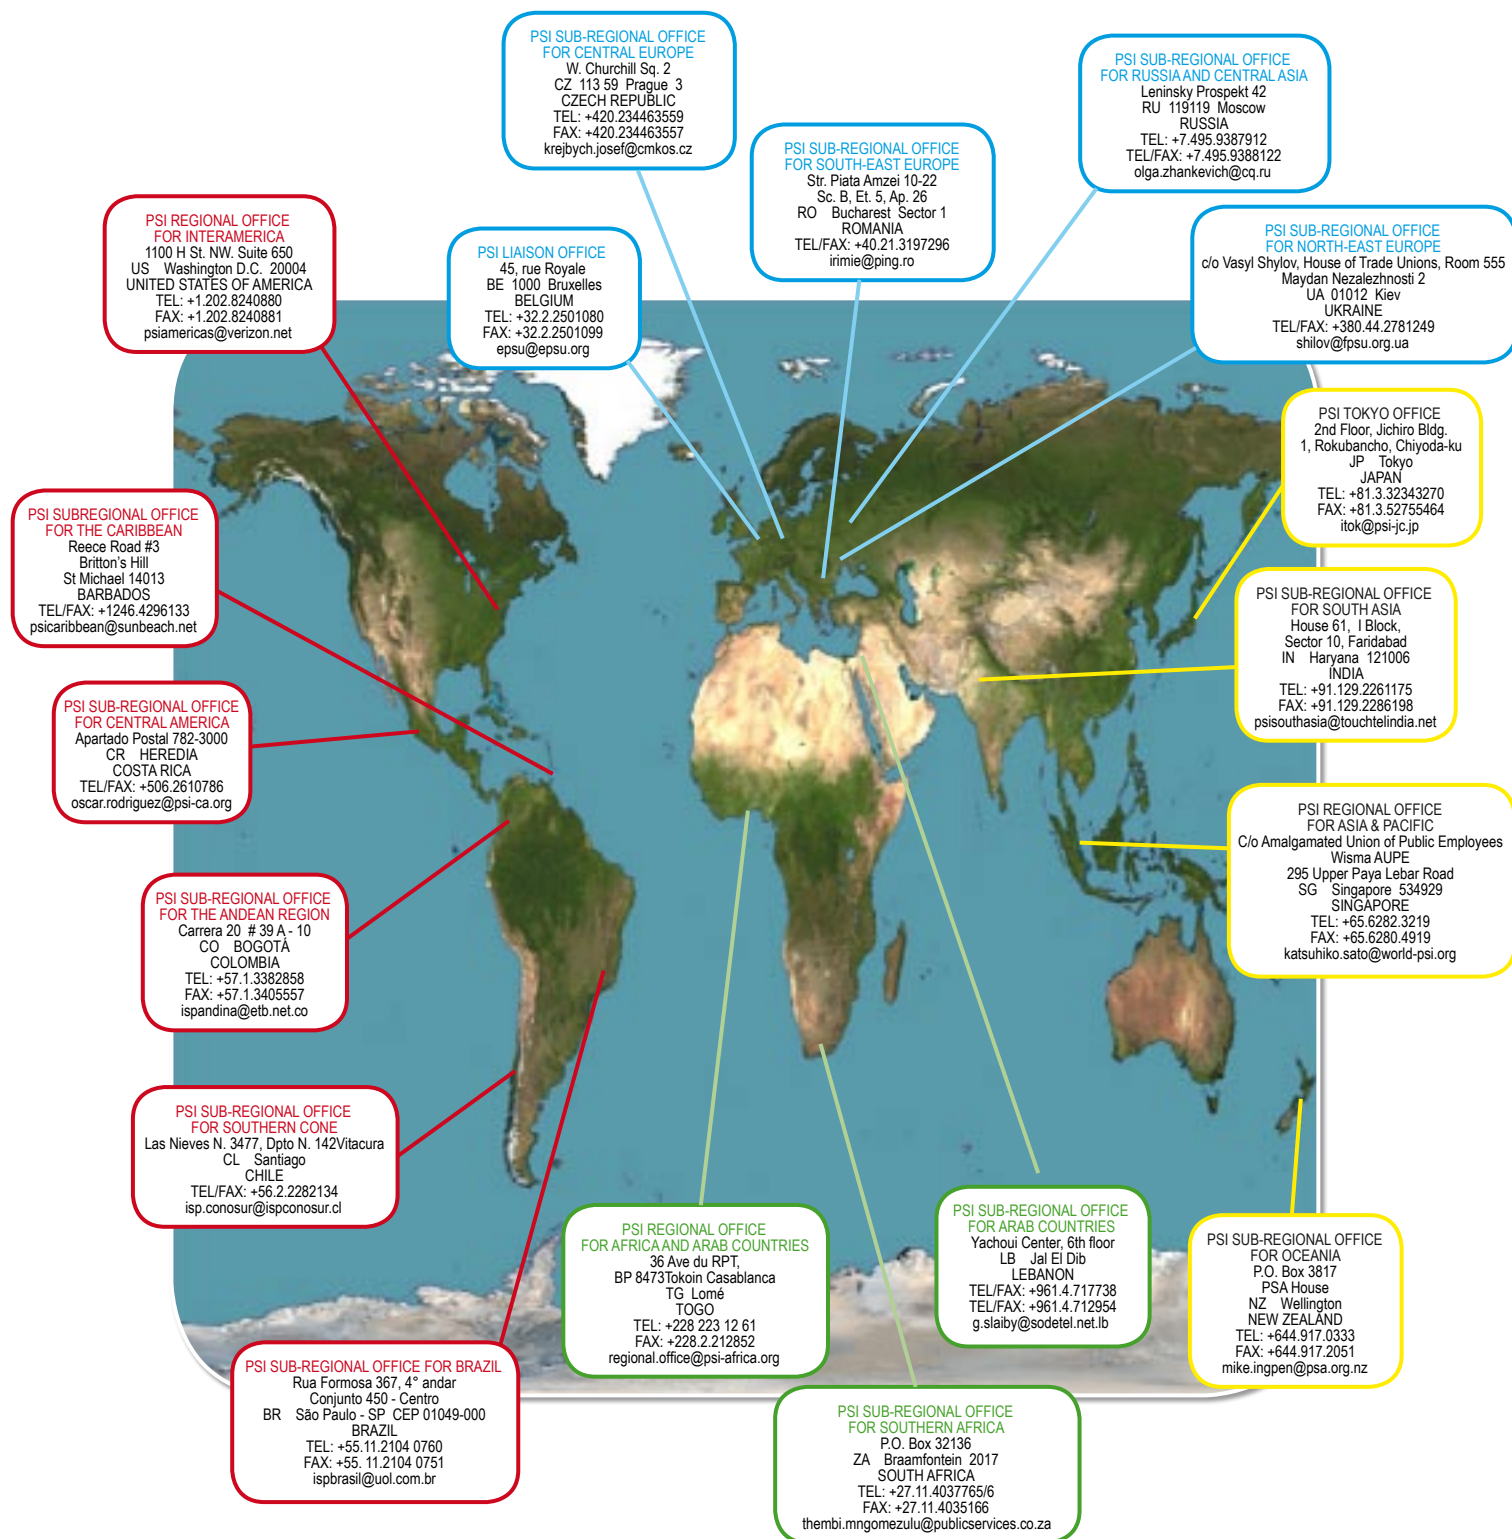 PSI SUB-REGIONAL OFFICE
FOR CENTRAL EUROPE
W. Churchill Sq. 2
CZ 113 59 Prague 3
CZECH REPUBLIC
TEL: +420.234463559
FAX: +420.234463557
krejbych.josef@cmkos.cz
PSI SUB-REGIONAL OFFICE
FOR RUSSIA AND CENTRAL ASIA
Leninsky Prospekt 42
RU 119119 Moscow
RUSSIA
TEL: +7.495.9387912
TEL/FAX: +7.495.9388122
olga.zhankevich@cq.ru
PSI SUB-REGIONAL OFFICE
FOR SOUTH-EAST EUROPE
Str. Piata Amzei 10-22
Sc. B, Et. 5, Ap. 26
RO Bucharest Sector 1
ROMANIA
TEL/FAX: +40.21.3197296
irimie@ping.ro
PSI REGIONAL OFFICE
FOR INTERAMERICA
1100 H St. NW. Suite 650
US Washington D.C. 20004
UNITED STATES OF AMERICA
TEL: +1.202.8240880
FAX: +1.202.8240881
psiamericas@verizon.net
PSI LIAISON OFFICE
45, rue Royale
BE 1000 Bruxelles
BELGIUM
TEL: +32.2.2501080
FAX: +32.2.2501099
epsu@epsu.org
PSI SUB-REGIONAL OFFICE
FOR NORTH-EAST EUROPE
c/o Vasyl Shylov, House of Trade Unions, Room 555
Maydan Nezalezhnosti 2
UA 01012 Kiev
UKRAINE
TEL/FAX: +380.44.2781249
shilov@fpsu.org.ua
PSI TOKYO OFFICE
2nd Floor, Jichiro Bldg.
1, Rokubancho, Chiyoda-ku
JP Tokyo
JAPAN
TEL: +81.3.32343270
FAX: +81.3.52755464
itok@psi-jc.jp
PSI SUBREGIONAL OFFICE
FOR THE CARIBBEAN
Reece Road #3
Britton's Hill
St Michael 14013
BARBADOS
TEL/FAX: +1246.4296133
psicaribbean@sunbeach.net
PSI SUB-REGIONAL OFFICE
FOR SOUTH ASIA
House 61, I Block,
Sector 10, Faridabad
IN Haryana 121006
INDIA
TEL: +91.129.2261175
FAX: +91.129.2286198
psisouthasia@touchtelindia.net
PSI SUB-REGIONAL OFFICE
FOR CENTRAL AMERICA
Apartado Postal 782-3000
CR HEREDIA
COSTA RICA
TEL/FAX: +506.2610786
oscar.rodriguez@psi-ca.org
PSI REGIONAL OFFICE
FOR ASIA & PACIFIC
C/o Amalgamated Union of Public Employees
Wisma AUPE
295 Upper Paya Lebar Road
SG Singapore 534929
SINGAPORE
TEL: +65.6282.3219
FAX: +65.6280.4919
katsuhiko.sato@world-psi.org
PSI SUB-REGIONAL OFFICE
FOR THE ANDEAN REGION
Carrera 20 # 39 A - 10
CO BOGOTÁ
COLOMBIA
TEL: +57.1.3382858
FAX: +57.1.3405557
ispandina@etb.net.co
PSI SUB-REGIONAL OFFICE
FOR SOUTHERN CONE
Las Nieves N. 3477, Dpto N. 142Vitacura
CL Santiago
CHILE
TEL/FAX: +56.2.2282134
isp.conosur@ispconosur.cl
PSI REGIONAL OFFICE
FOR AFRICA AND ARAB COUNTRIES
36 Ave du RPT,
BP 8473Tokoin Casablanca
TG Lomé
TOGO
TEL: +228 223 12 61
FAX: +228.2.212852
regional.office@psi-africa.org
PSI SUB-REGIONAL OFFICE
FOR ARAB COUNTRIES
Yachoui Center, 6th floor
LB Jal El Dib
LEBANON
TEL/FAX: +961.4.717738
TEL/FAX: +961.4.712954
g.slaiby@sodetel.net.lb
PSI SUB-REGIONAL OFFICE
FOR OCEANIA
P.O. Box 3817
PSA House
NZ Wellington
NEW ZEALAND
TEL: +644.917.0333
FAX: +644.917.2051
mike.ingpen@psa.org.nz
PSI SUB-REGIONAL OFFICE FOR BRAZIL
Rua Formosa 367, 4° andar
Conjunto 450 - Centro
BR São Paulo - SP CEP 01049-000
BRAZIL
TEL: +55.11.2104 0760
FAX: +55. 11.2104 0751
ispbrasil@uol.com.br
PSI SUB-REGIONAL OFFICE
FOR SOUTHERN AFRICA
P.O. Box 32136
ZA Braamfontein 2017
SOUTH AFRICA
TEL: +27.11.4037765/6
FAX: +27.11.4035166
thembi.mngomezulu@publicservices.co.za